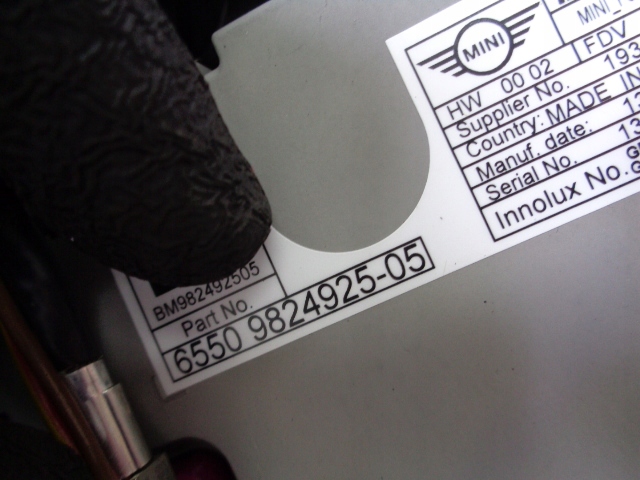 MINI
FDV
HW 00 02
Supplier No. 193
Country: MADE IN
Manuf. date:
Serial No. 13
Innolux No.
BM982492505
Part No.
6550 9824925-05